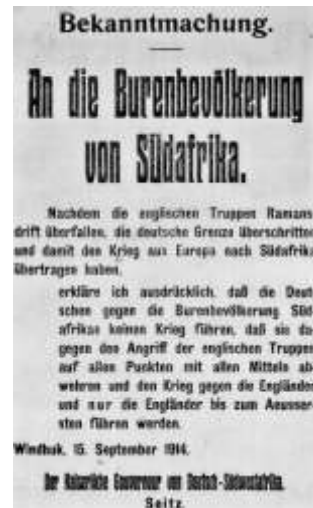 Bekanntmachung.
An die Burenbevölkerung
von Südafrika.
Nachdem die englischen Truppen Ramans-
drift überfallen, die deutsche Grenze überschritten
und damit den Krieg aus Europa nach Südafrika
übertragen haben,
erkläre ich ausdrücklich, daß die Deut-
schen gegen die Burenbevölkerung Süd-
afrikas keinen Krieg führen, daß sie da-
gegen den Angriff der englischen Truppen
auf allen Punkten mit allen Mitteln ab-
wehren und den Krieg gegen die Engländer
und nur die Engländer bis zum Aeusser-
sten führen werden.
Windhuk, 15. September 1914.
Der Kaiserliche Gouverneur von Deutsch-Südwestafrika.
Seitz.